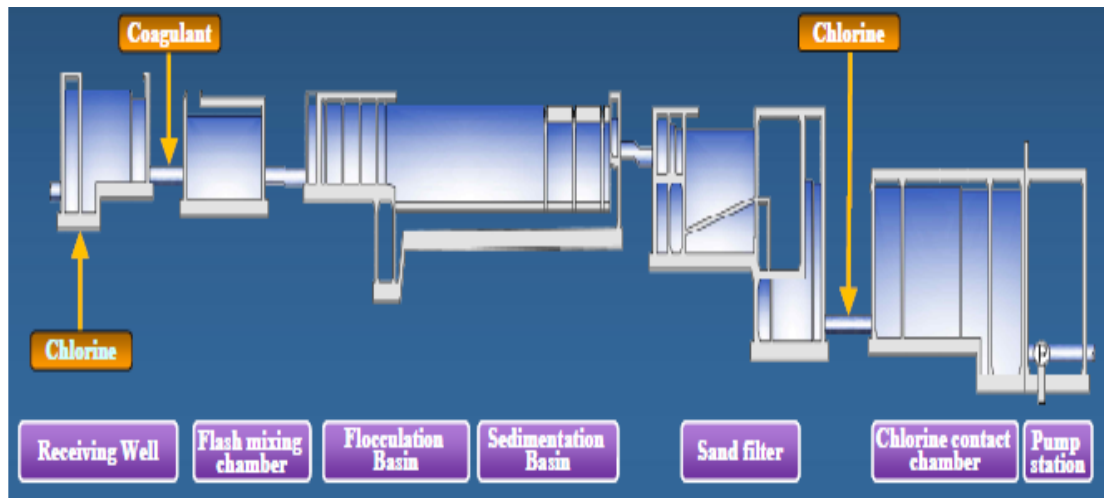 Coagulant
Chlorine
Chlorine
Receiving Well
Flash mixing
chamber
Flocculation
Basin
Sedimentation
Basin
Sand filter
Chlorine contact
chamber
Pump
station
P